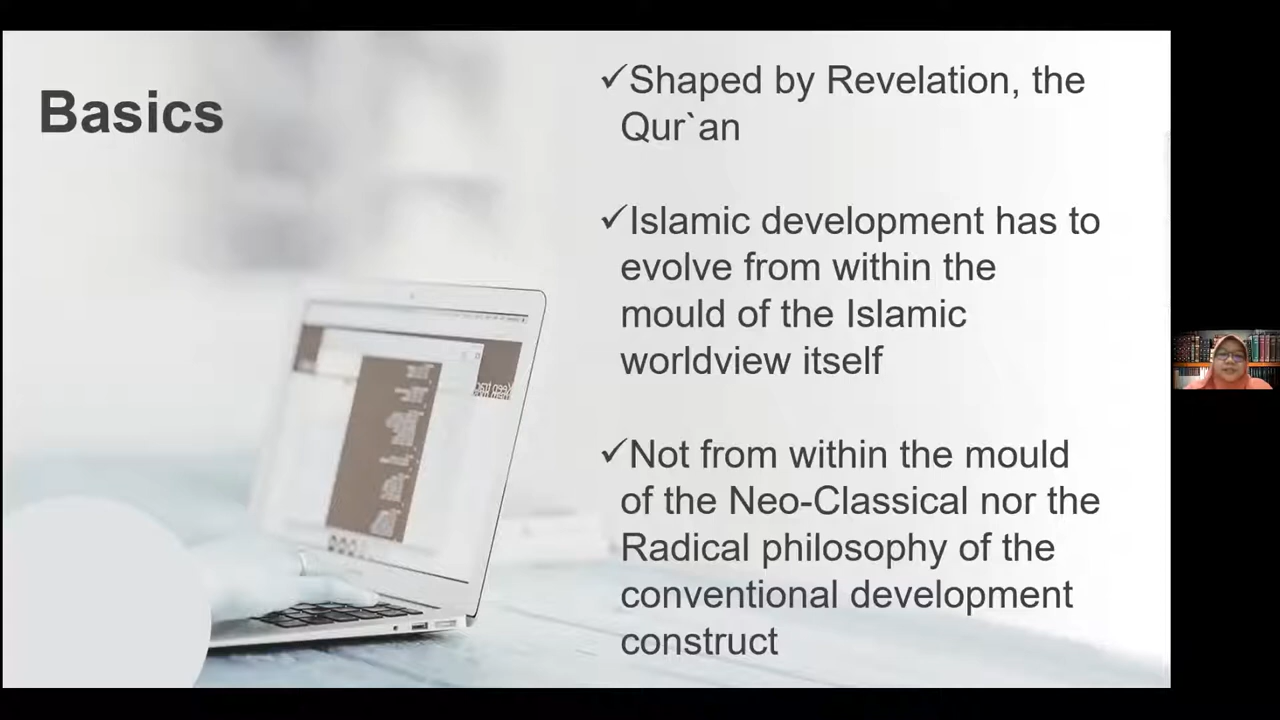 Basics
✓Shaped by Revelation, the
Qur`an
✓Islamic development has to
evolve from within the
mould of the Islamic
worldview itself
✓Not from within the mould
of the Neo-Classical nor the
Radical philosophy of the
conventional development
construct